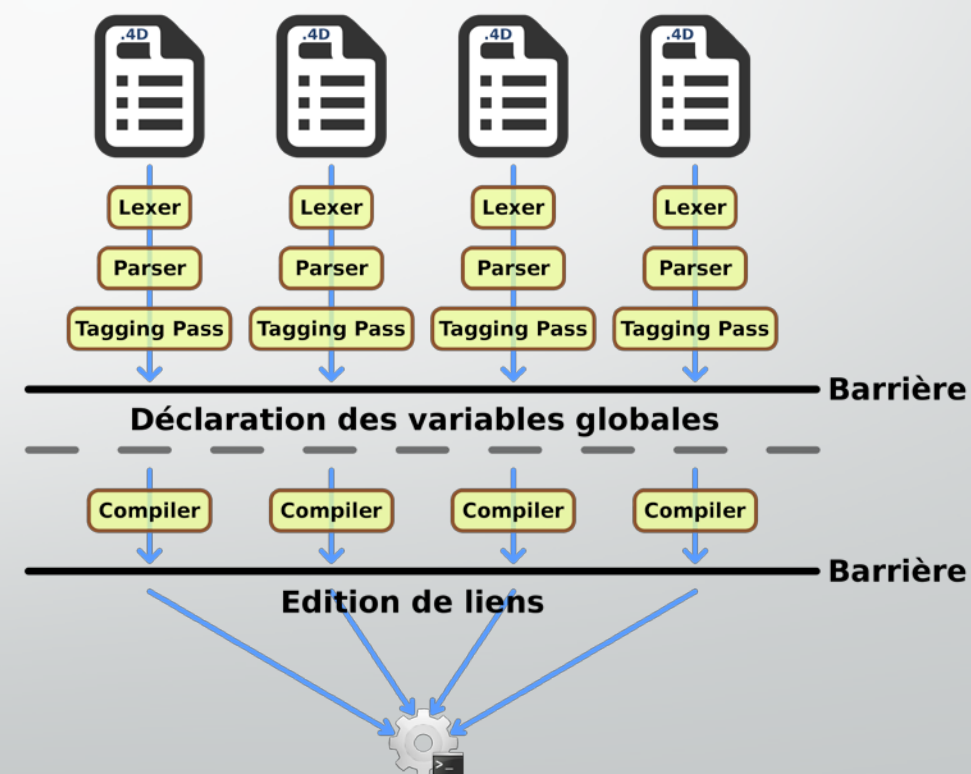 .4D .4D .4D .4D
Lexer Lexer Lexer Lexer
Parser Parser Parser Parser
Tagging Pass Tagging Pass Tagging Pass Tagging Pass
Barrière
Déclaration des variables globales
Compiler Compiler Compiler Compiler
Barrière
Edition de liens
>_